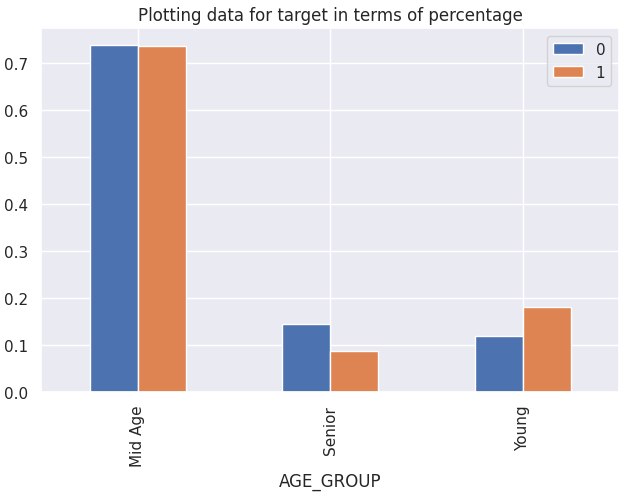 Plotting data for target in terms of percentage
0
1
0.7
0.6
0.5
0.4
0.3
0.2
0.1
0.0
Mid Age
Senior
Young
AGE_GROUP